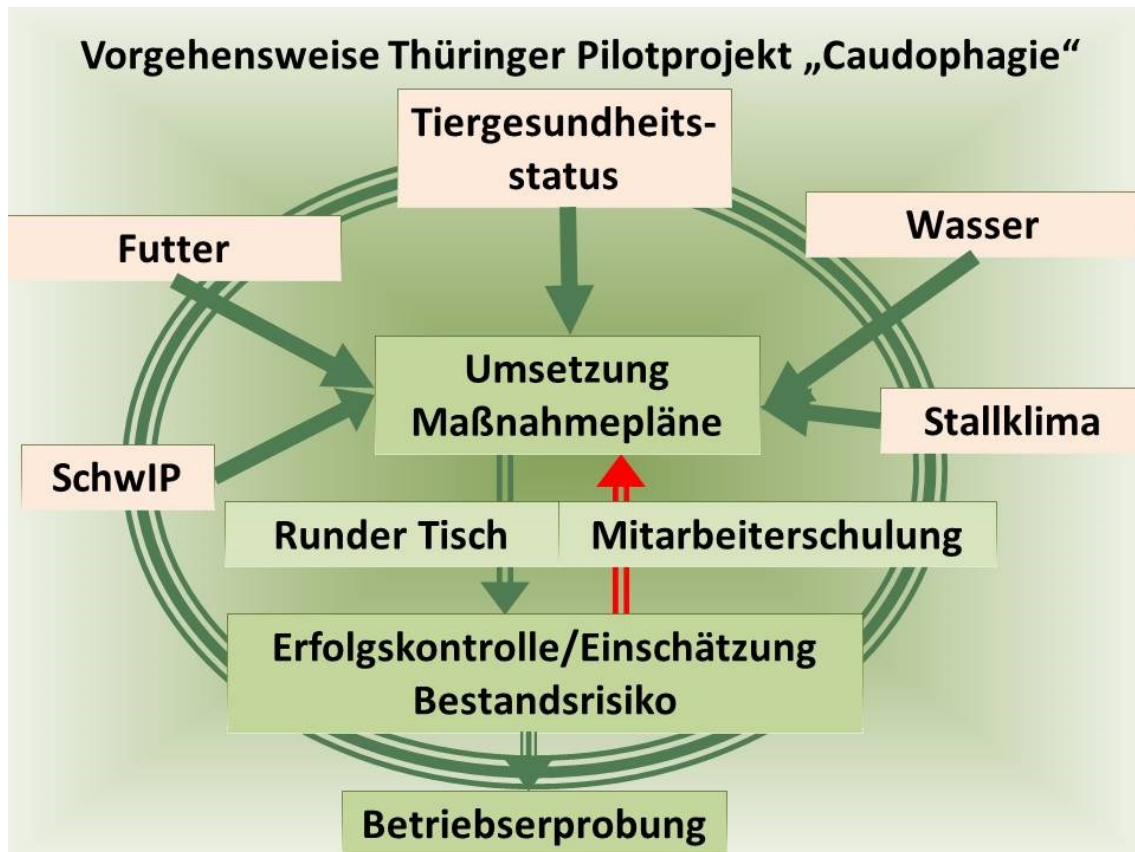 Vorgehensweise Thüringer Pilotprojekt „Caudophagie“
Tiergesundheits-
status
Futter
Wasser
Umsetzung
Maßnahmepläne
Stallklima
SchwIP
Runder Tisch
Mitarbeiterschulung
Erfolgskontrolle/Einschätzung
Bestandsrisiko
Betriebserprobung